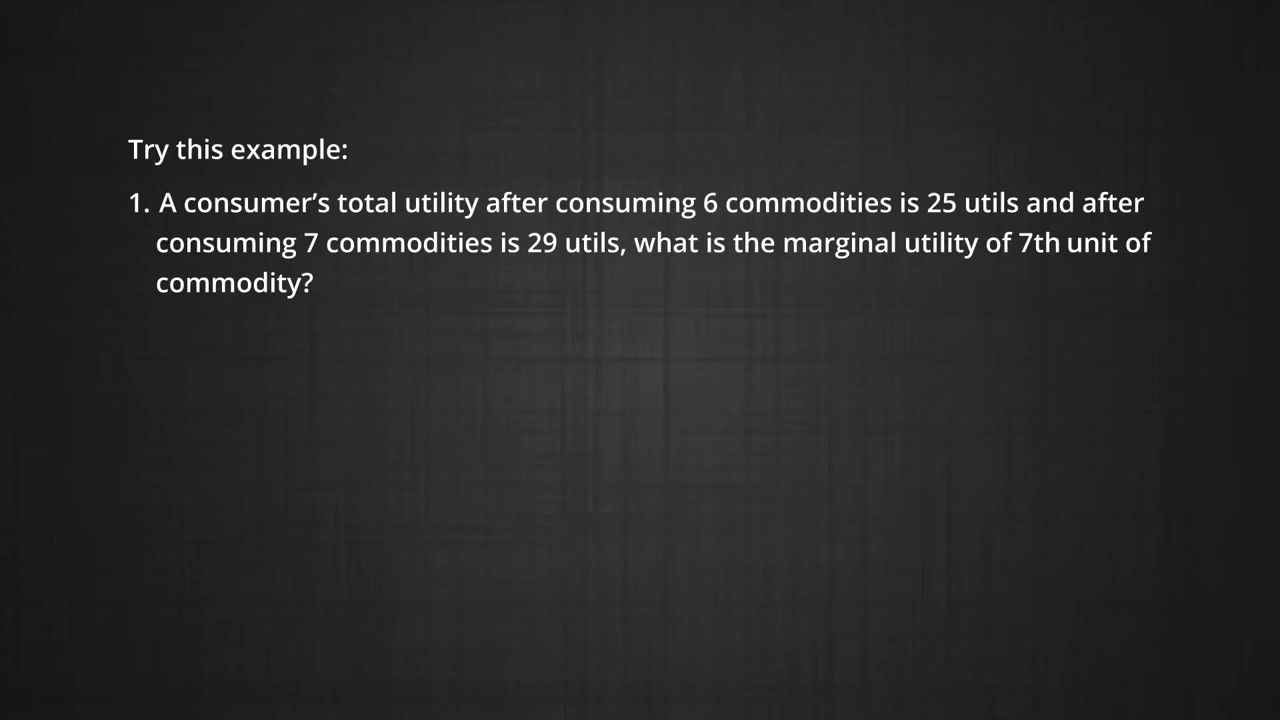 Try this example:
1. A consumer’s total utility after consuming 6 commodities is 25 utils and after
consuming 7 commodities is 29 utils, what is the marginal utility of 7th unit of
commodity?